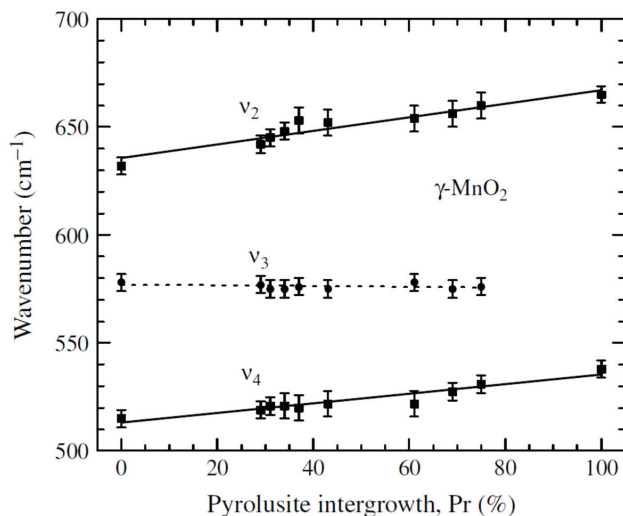 700
650
600
550
500
Wavenumber (cm⁻¹)
ν₂
γ-MnO₂
ν₃
ν₄
0 20 40 60 80 100
Pyrolusite intergrowth, Pr (%)